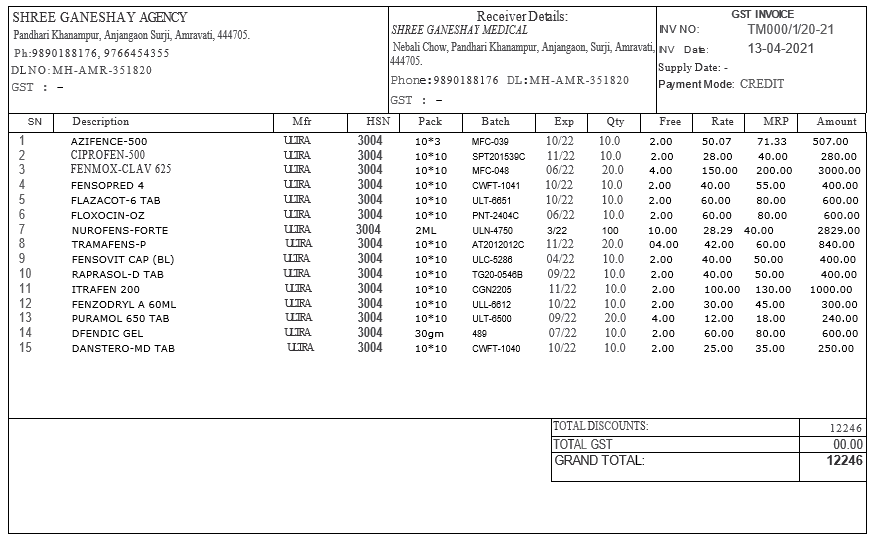 SHREE GANESHAY AGENCY
Pandhari Khanampur, Anjangaon Surji, Amravati, 444705.
Ph:9890188176, 9766454355
DLNO:MH-AMR-351820
GST : –
Receiver Details:
SHREE GANESHAY MEDICAL
Nebali Chow, Pandhari Khanampur, Anjangaon, Surji, Amravati,
444705.
Phone:9890188176 DL:MH-AMR-351820
GST : –
GST INVOICE
INV NO: TM000/1/20-21
INV Date: 13-04-2021
Supply Date: -
Payment Mode: CREDIT
SN Description Mfr HSN Pack Batch Exp Qty Free Rate MRP Amount
1 AZIFENCE-500 ULTRA 3004 10*3 MFC-039 10/22 10.0 2.00 50.07 71.33 507.00
2 CIPROFEN-500 ULTRA 3004 10*10 SPT201539C 11/22 10.0 2.00 28.00 40.00 280.00
3 FENMOX-CLAV 625 ULTRA 3004 10*10 MFC-048 06/22 20.0 4.00 150.00 200.00 3000.00
4 FENSOPRED 4 ULTRA 3004 10*10 CWFT-1041 10/22 10.0 2.00 40.00 55.00 400.00
5 FLAZACOT-6 TAB ULTRA 3004 10*10 ULT-6651 10/22 10.0 2.00 60.00 80.00 600.00
6 FLOXOCIN-OZ ULTRA 3004 10*10 PNT-2404C 06/22 10.0 2.00 60.00 80.00 600.00
7 NUROFENS-FORTE ULTRA 3004 2ML ULN-4750 3/22 100 10.00 28.29 40.00 2829.00
8 TRAMAFENS-P ULTRA 3004 10*10 AT2012012C 11/22 20.0 04.00 42.00 60.00 840.00
9 FENSOVIT CAP (BL) ULTRA 3004 10*10 ULC-5286 04/22 10.0 2.00 40.00 50.00 400.00
10 RAPRASOL-D TAB ULTRA 3004 10*10 TG20-0546B 09/22 10.0 2.00 40.00 50.00 400.00
11 ITRAFEN 200 ULTRA 3004 10*10 CGN2205 11/22 10.0 2.00 100.00 130.00 1000.00
12 FENZODRYL A 60ML ULTRA 3004 10*10 ULL-6612 10/22 10.0 2.00 30.00 45.00 300.00
13 PURAMOL 650 TAB ULTRA 3004 10*10 ULT-6500 09/22 20.0 4.00 12.00 18.00 240.00
14 DFENDIC GEL ULTRA 3004 30gm 489 07/22 10.0 2.00 60.00 80.00 600.00
15 DANSTERO-MD TAB ULTRA 3004 10*10 CWFT-1040 10/22 10.0 2.00 25.00 35.00 250.00
TOTAL DISCOUNTS: 12246
TOTAL GST 00.00
GRAND TOTAL: 12246